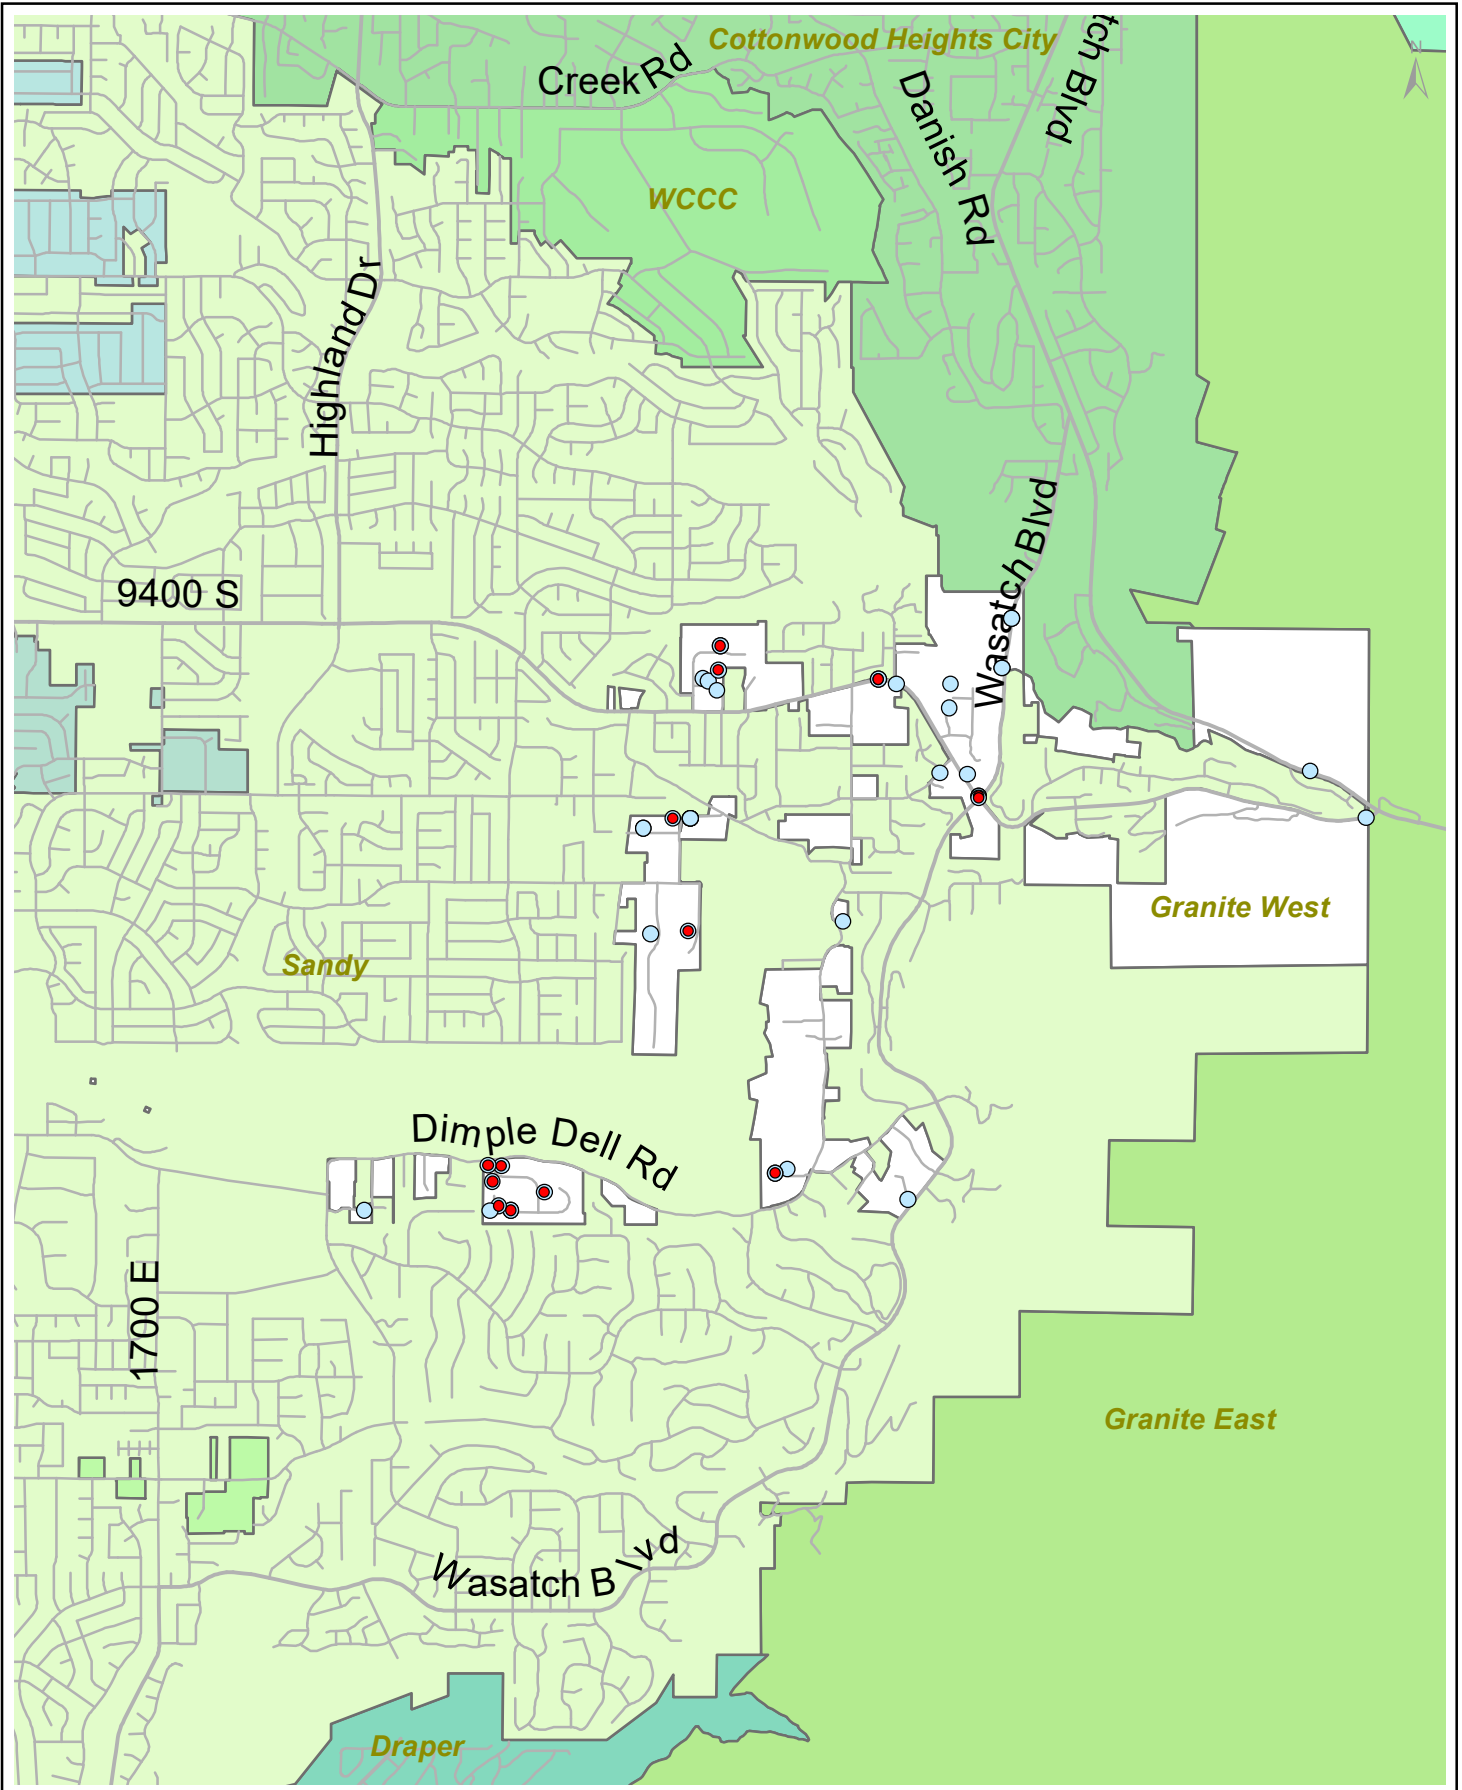 Cottonwood Heights City
Creek Rd
tch Blvd
N
Danish Rd
WCCC
Highland Dr
Wasatch Blvd
9400 S
Granite West
Sandy
Dimple Dell Rd
1700 E
Granite East
Wasatch Blvd
Draper